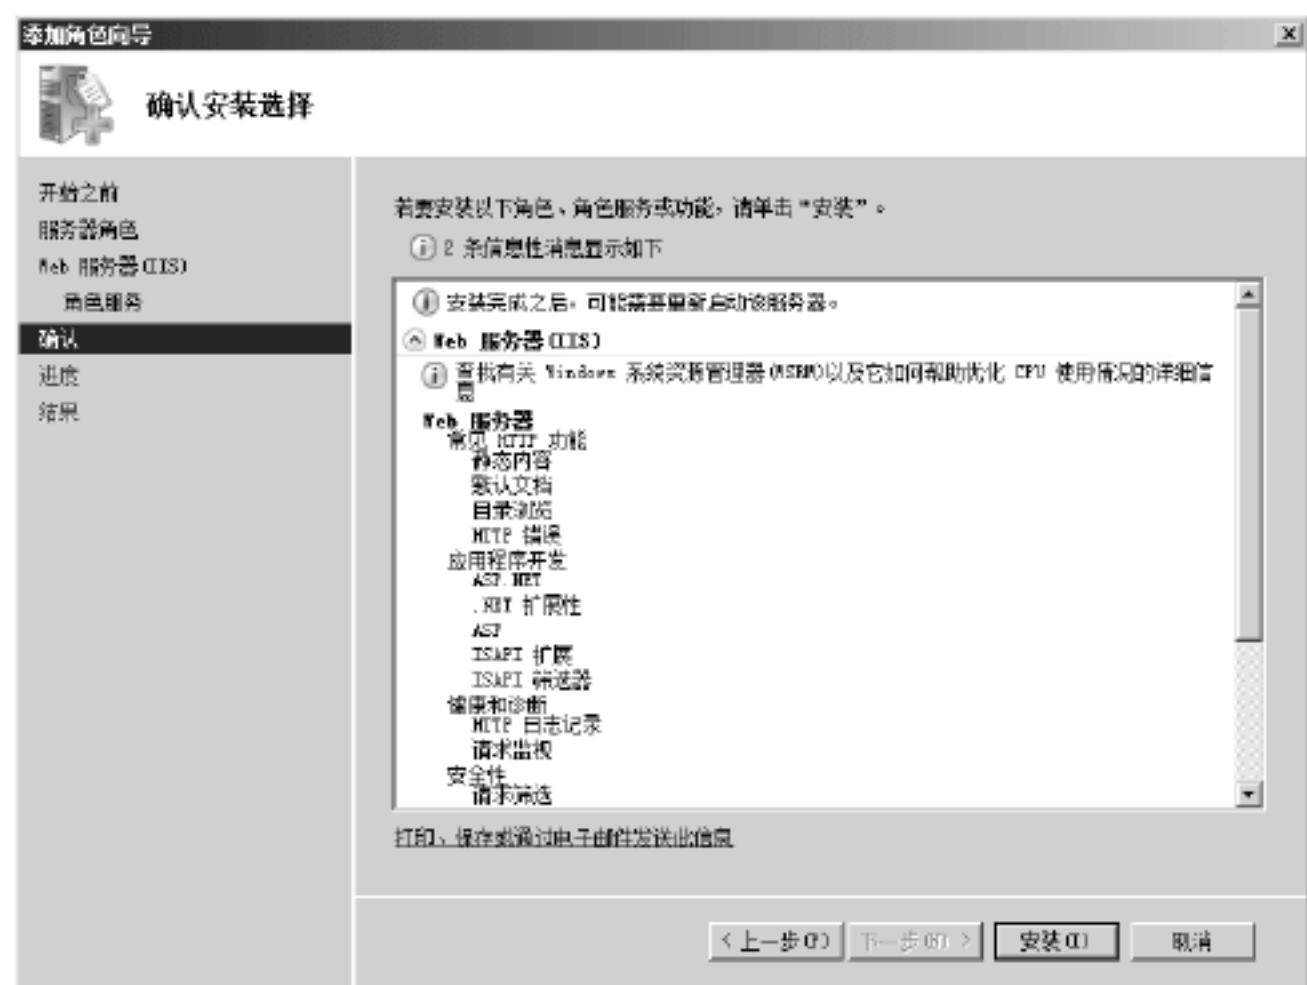 添加角色向导
确认安装选择
开始之前
服务器角色
Web 服务器(IIS)
角色服务
确认
进度
结果
若要安装以下角色、角色服务或功能，请单击“安装”。
2 条信息性消息显示如下
安装完成之后，可能需要重新启动该服务器。
Web 服务器(IIS)
查找有关 Windows 系统资源管理器(WSRM)以及它如何帮助优化 CPU 使用情况的详细信
息
Web 服务器
常见 HTTP 功能
静态内容
默认文档
目录浏览
HTTP 错误
应用程序开发
ASP.NET
.NET 扩展性
ASP
ISAPI 扩展
ISAPI 筛选器
健康和诊断
HTTP 日志记录
请求监视
安全性
请求筛选
打印、保存或通过电子邮件发送此信息
< 上一步(P)
下一步(N) >
安装(I)
取消